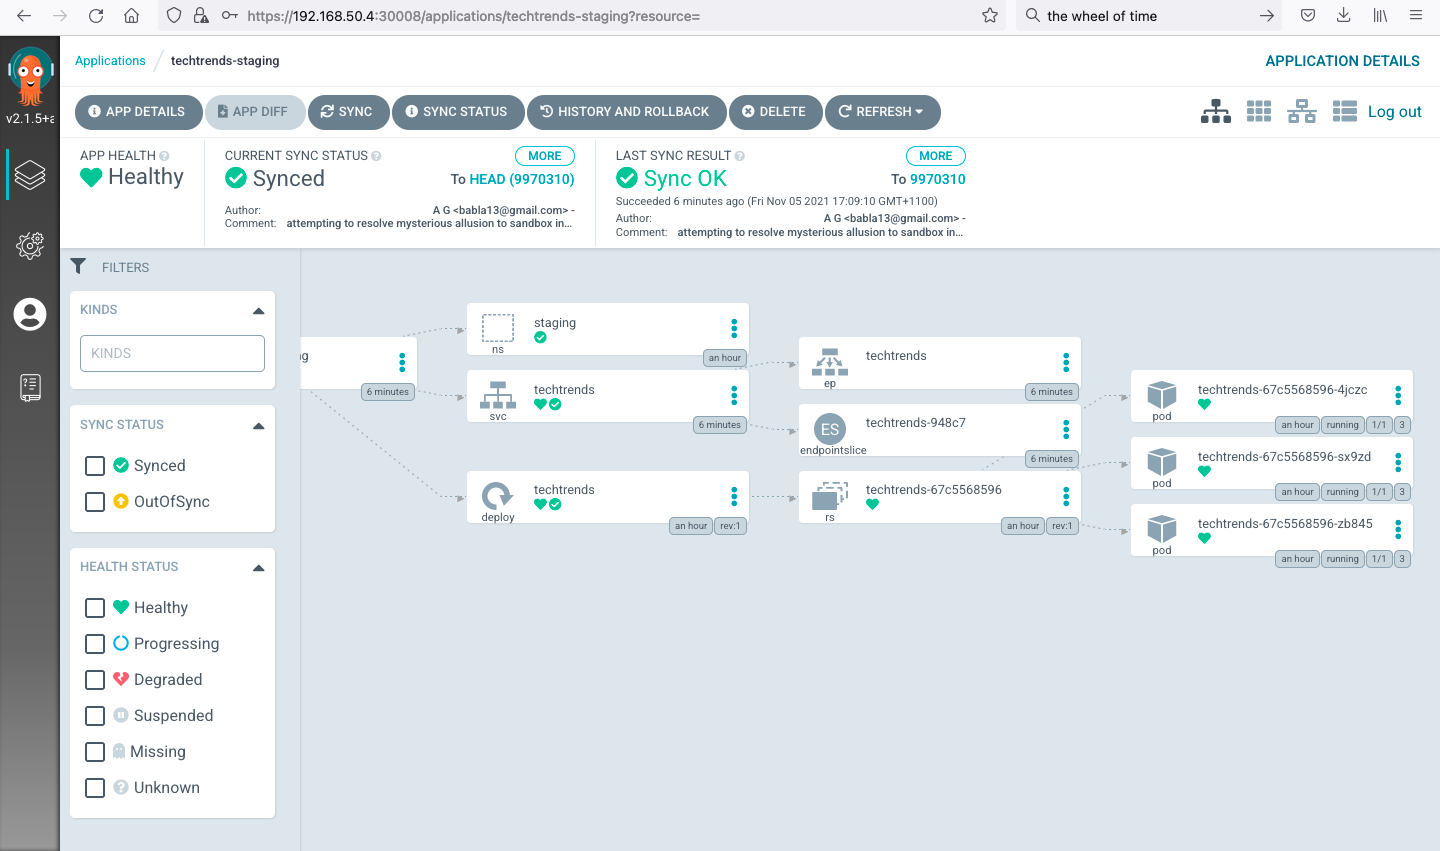 https://192.168.50.4:30008/applications/techtrends-staging?resource=
the wheel of time
v2.1.5+a
Applications
techtrends-staging
APPLICATION DETAILS
APP DETAILS
APP DIFF
SYNC
SYNC STATUS
HISTORY AND ROLLBACK
DELETE
REFRESH
Log out
APP HEALTH
Healthy
CURRENT SYNC STATUS
MORE
Synced
To HEAD (9970310)
Author: A G <babla13@gmail.com> -
Comment: attempting to resolve mysterious allusion to sandbox in...
LAST SYNC RESULT
MORE
Sync OK
To 9970310
Succeeded 6 minutes ago (Fri Nov 05 2021 17:09:10 GMT+1100)
Author: A G <babla13@gmail.com> -
Comment: attempting to resolve mysterious allusion to sandbox in...
FILTERS
KINDS
KINDS
SYNC STATUS
Synced
OutOfSync
HEALTH STATUS
Healthy
Progressing
Degraded
Suspended
Missing
Unknown
g
6 minutes
staging
ns
an hour
techtrends
svc
6 minutes
techtrends
deploy
an hour rev:1
techtrends
ep
6 minutes
ES
techtrends-948c7
endpointslice
6 minutes
techtrends-67c5568596
rs
an hour rev:1
techtrends-67c5568596-4jczc
pod
an hour running 1/1 3
techtrends-67c5568596-sx9zd
pod
an hour running 1/1 3
techtrends-67c5568596-zb845
pod
an hour running 1/1 3